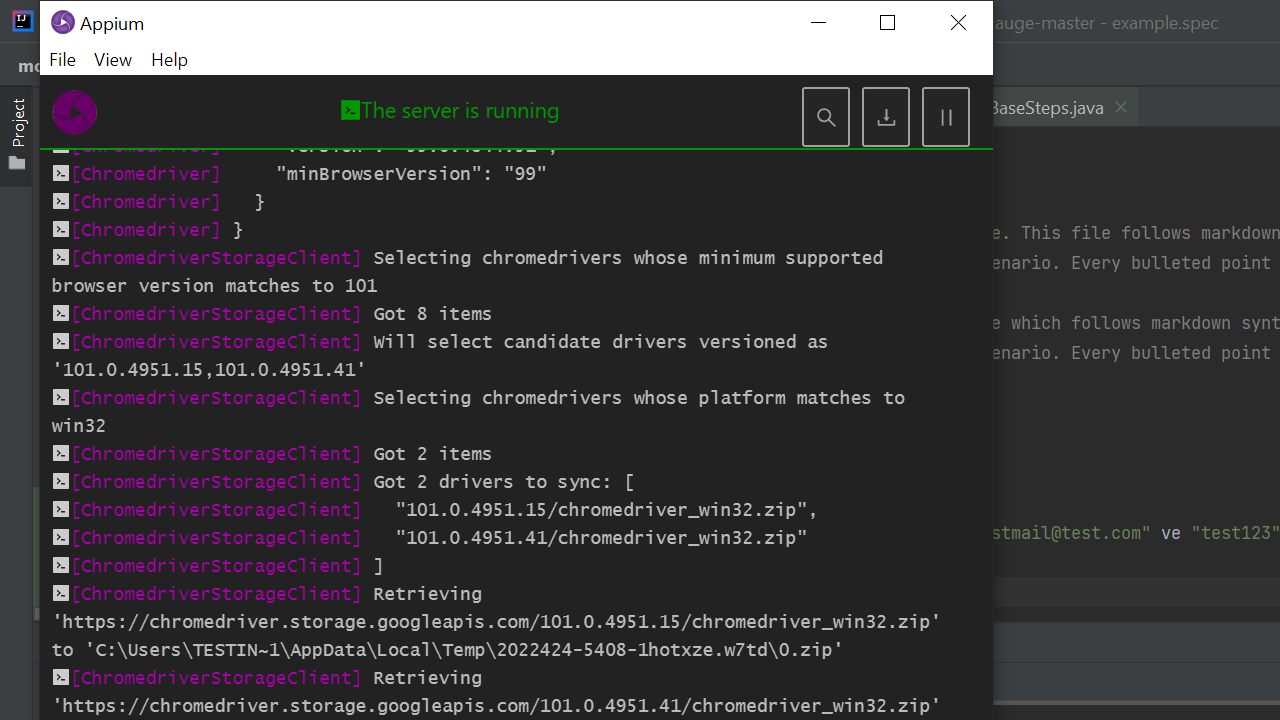 Appium
auge-master - example.spec
File View Help
mo
Project
The server is running
BaseSteps.java
[Chromedriver]
[Chromedriver] "minBrowserVersion": "99"
[Chromedriver] }
[Chromedriver] }
[ChromedriverStorageClient] Selecting chromedrivers whose minimum supported
browser version matches to 101
[ChromedriverStorageClient] Got 8 items
[ChromedriverStorageClient] Will select candidate drivers versioned as
'101.0.4951.15,101.0.4951.41'
[ChromedriverStorageClient] Selecting chromedrivers whose platform matches to
win32
[ChromedriverStorageClient] Got 2 items
[ChromedriverStorageClient] Got 2 drivers to sync: [
[ChromedriverStorageClient] "101.0.4951.15/chromedriver_win32.zip",
[ChromedriverStorageClient] "101.0.4951.41/chromedriver_win32.zip"
[ChromedriverStorageClient] ]
[ChromedriverStorageClient] Retrieving
'https://chromedriver.storage.googleapis.com/101.0.4951.15/chromedriver_win32.zip'
to 'C:\Users\TESTIN~1\AppData\Local\Temp\2022424-5408-1hotxze.w7td\0.zip'
[ChromedriverStorageClient] Retrieving
'https://chromedriver.storage.googleapis.com/101.0.4951.41/chromedriver_win32.zip'
e. This file follows markdown
enario. Every bulleted point
e which follows markdown synt
enario. Every bulleted point
stmail@test.com" ve "test123"